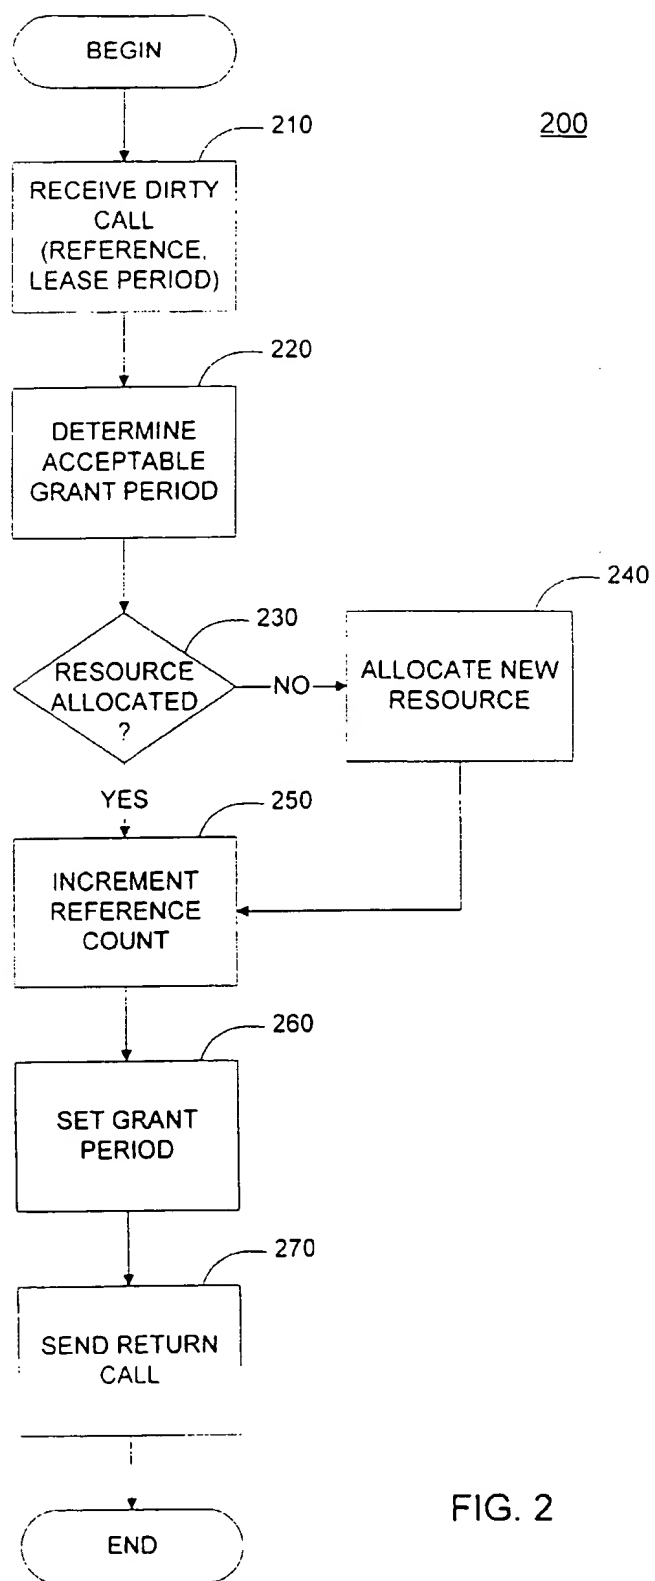 BEGIN
200
210
RECEIVE DIRTY
CALL
(REFERENCE,
LEASE PERIOD)
220
DETERMINE
ACCEPTABLE
GRANT PERIOD
230
RESOURCE
ALLOCATED
?
NO
240
ALLOCATE NEW
RESOURCE
YES
250
INCREMENT
REFERENCE
COUNT
260
SET GRANT
PERIOD
270
SEND RETURN
CALL
END
FIG. 2